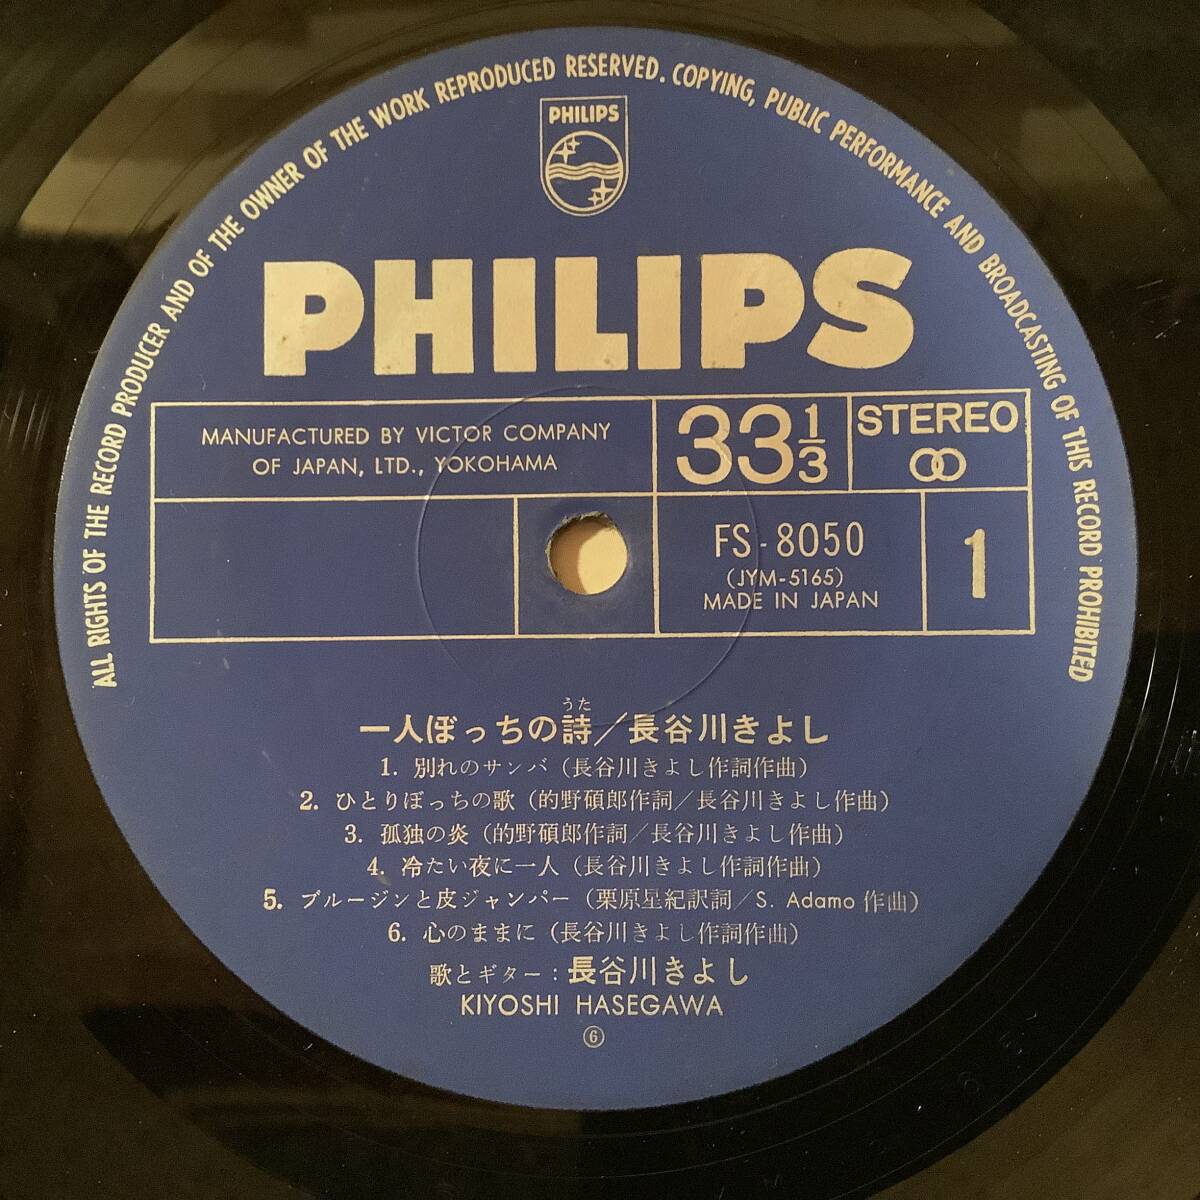 ALL RIGHTS OF THE RECORD PRODUCER AND OF THE OWNER OF THE WORK REPRODUCED RESERVED. COPYING, PUBLIC PERFORMANCE AND BROADCASTING OF THIS RECORD PROHIBITED
PHILIPS
PHILIPS
MANUFACTURED BY VICTOR COMPANY
OF JAPAN, LTD., YOKOHAMA
33 1/3
STEREO
FS-8050
(JYM-5165)
MADE IN JAPAN
1
うた
一人ぼっちの詩／長谷川きよし
1. 別れのサンバ（長谷川きよし作詞作曲）
2. ひとりぼっちの歌（的野碩郎作詞／長谷川きよし作曲）
3. 孤独の炎（的野碩郎作詞／長谷川きよし作曲）
4. 冷たい夜に一人（長谷川きよし作詞作曲）
5. ブルージンと皮ジャンパー（栗原星紀訳詞／S. Adamo 作曲）
6. 心のままに（長谷川きよし作詞作曲）
歌とギター：長谷川きよし
KIYOSHI HASEGAWA
⑥